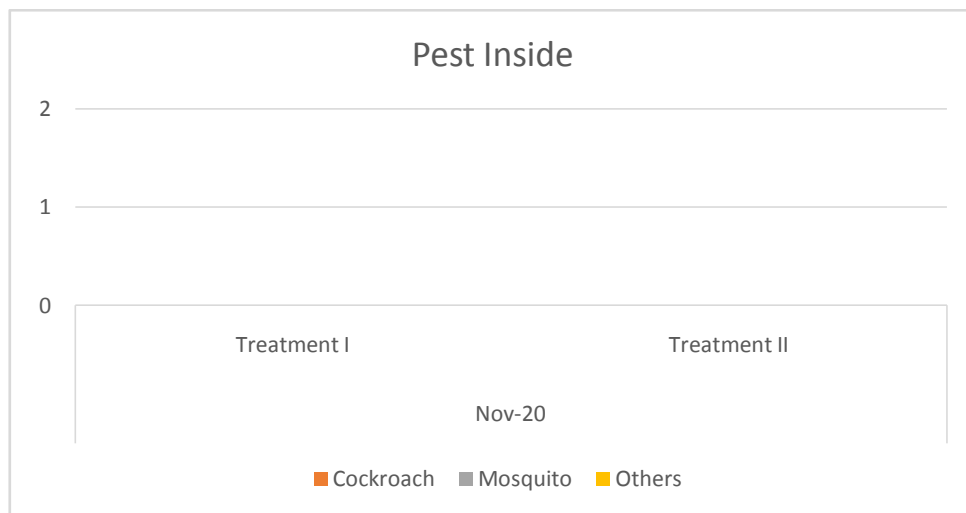 Pest Inside
2
1
0
Treatment I Treatment II
Nov-20
Cockroach Mosquito Others